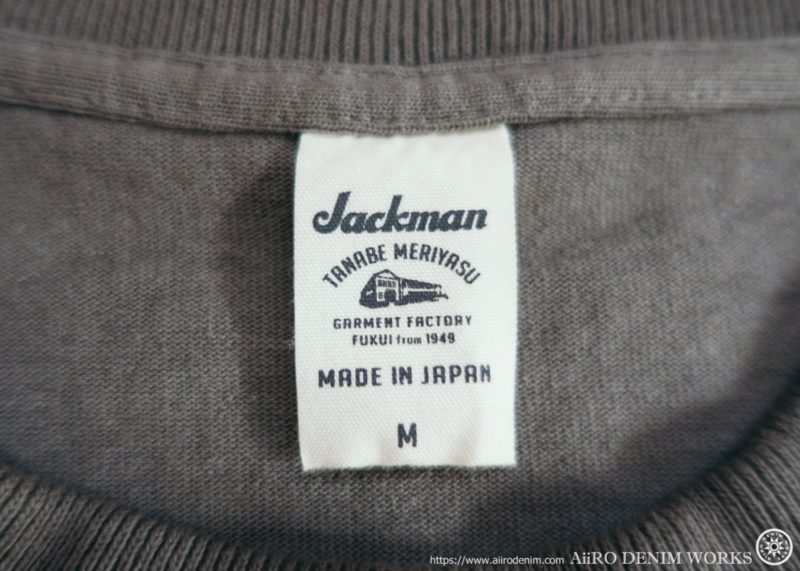 Jackman
TANABE MERIYASU
GARMENT FACTORY
FUKUI from 1949
MADE IN JAPAN
M
https://www.aiirodenim.com AiiRO DENIM WORKS